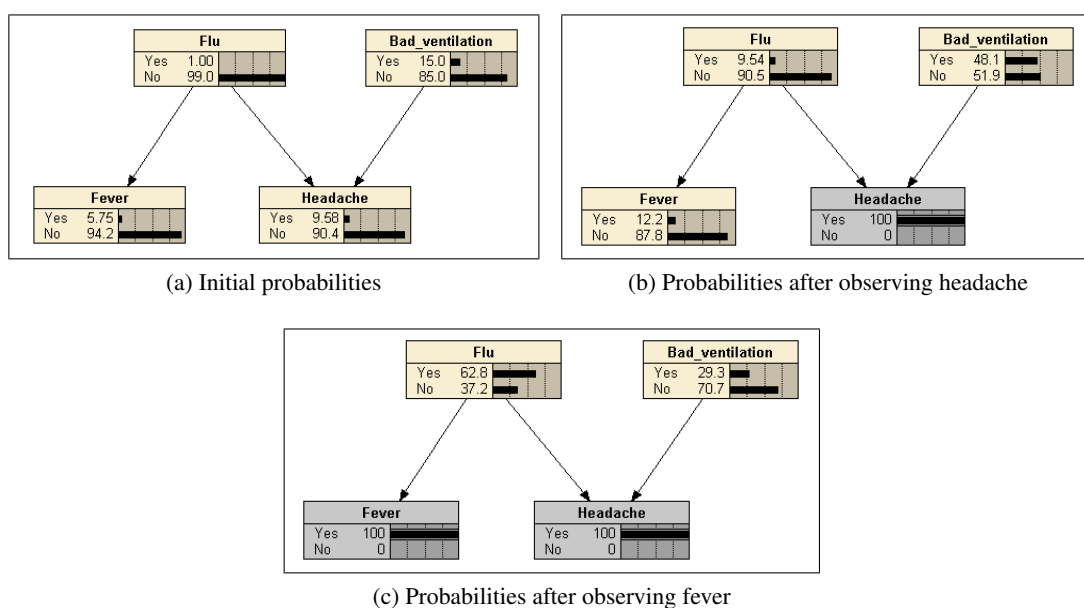 Flu
Yes 1.00
No 99.0
Bad_ventilation
Yes 15.0
No 85.0
Fever
Yes 5.75
No 94.2
Headache
Yes 9.58
No 90.4
(a) Initial probabilities
Flu
Yes 9.54
No 90.5
Bad_ventilation
Yes 48.1
No 51.9
Fever
Yes 12.2
No 87.8
Headache
Yes 100
No 0
(b) Probabilities after observing headache
Flu
Yes 62.8
No 37.2
Bad_ventilation
Yes 29.3
No 70.7
Fever
Yes 100
No 0
Headache
Yes 100
No 0
(c) Probabilities after observing fever